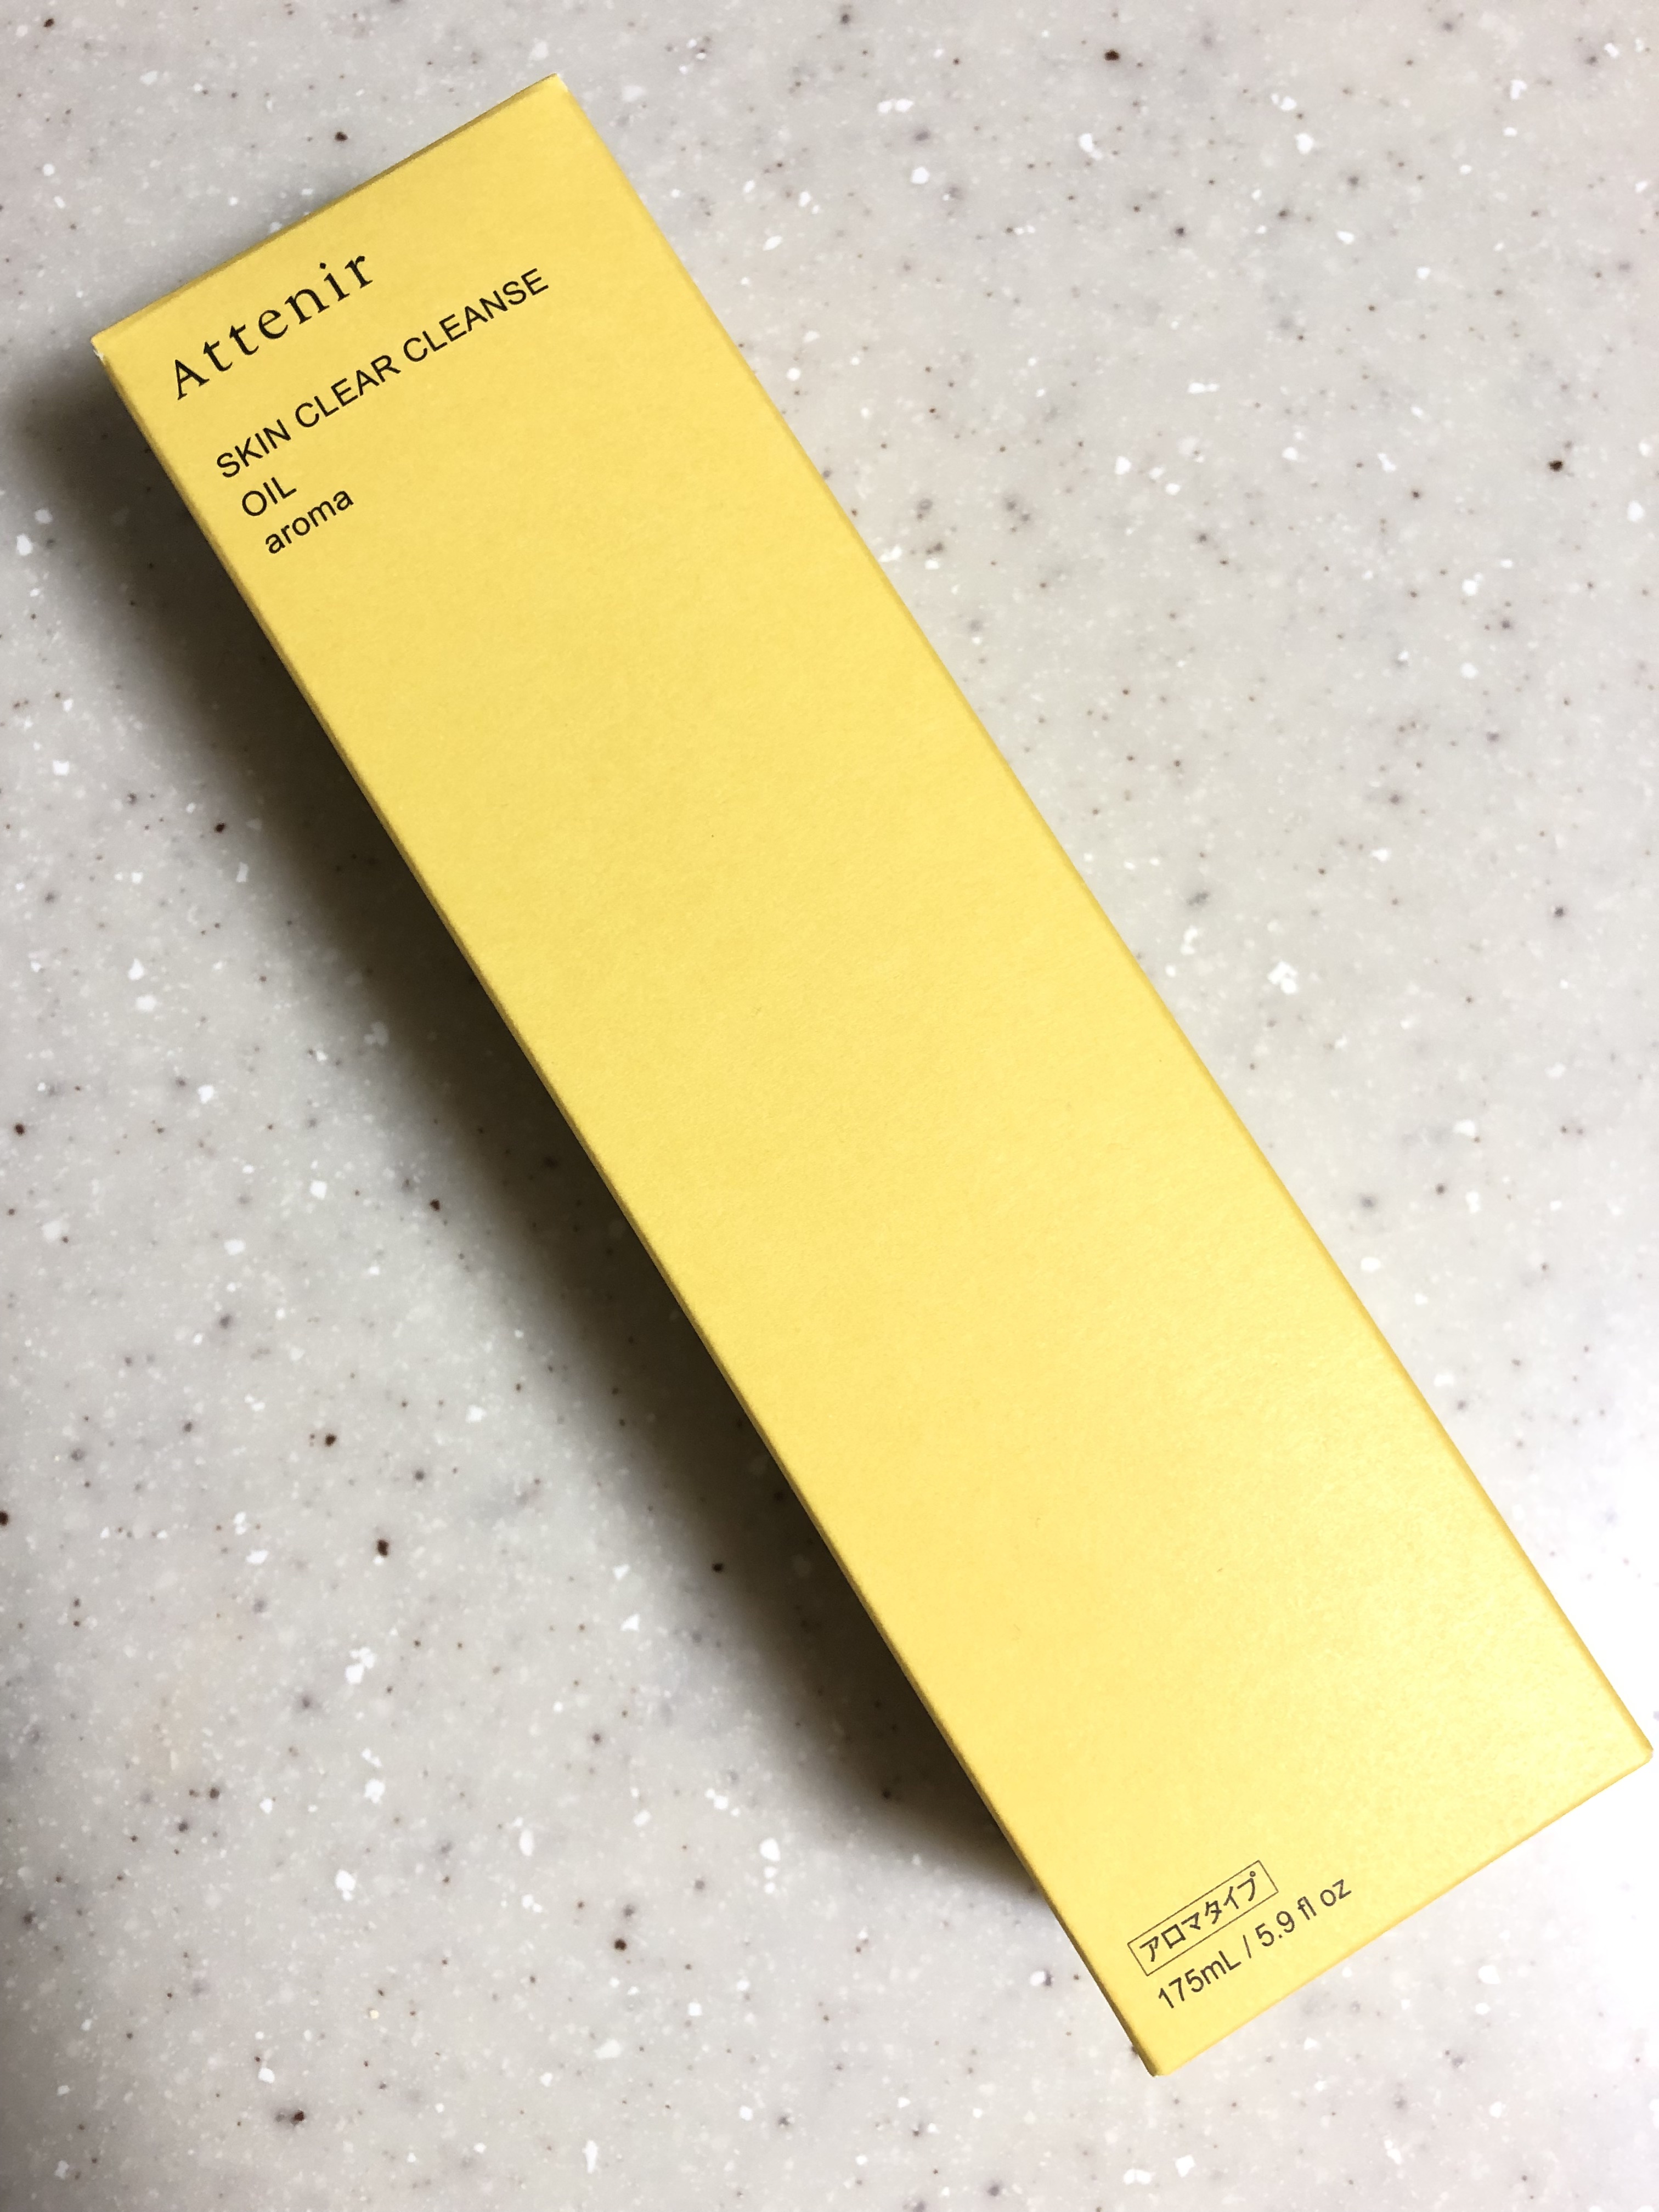 Attenir
SKIN CLEAR CLEANSE
OIL
aroma
アロマタイプ
175mL / 5.9 fl oz